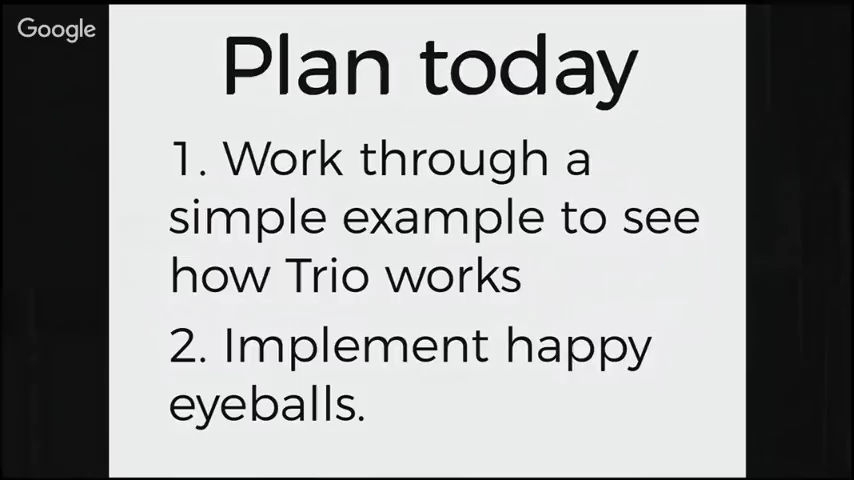 Google
Plan today
1. Work through a
simple example to see
how Trio works
2. Implement happy
eyeballs.